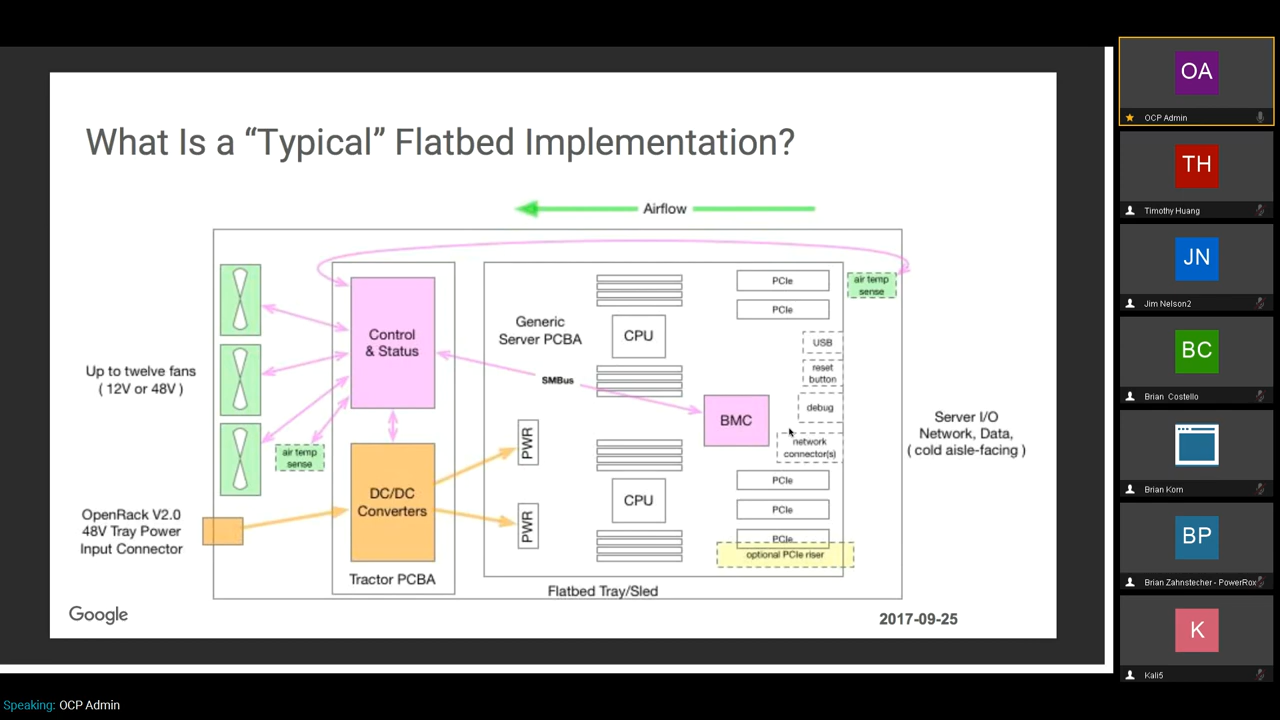 What Is a “Typical” Flatbed Implementation?
Airflow
Up to twelve fans
( 12V or 48V )
OpenRack V2.0
48V Tray Power
Input Connector
air temp
sense
Control
& Status
DC/DC
Converters
Tractor PCBA
Generic
Server PCBA
SMBus
PWR
PWR
CPU
CPU
BMC
PCIe
PCIe
USB
reset
button
debug
network
connector(s)
PCIe
PCIe
PCIe
optional PCIe riser
air temp
sense
Server I/O
Network, Data,
( cold aisle-facing )
Flatbed Tray/Sled
Google
2017-09-25
OA
OCP Admin
TH
Timothy Huang
JN
Jim Nelson2
BC
Brian Costello
Brian Korn
BP
Brian Zahnstecher - PowerRox
K
Kali5
Speaking: OCP Admin